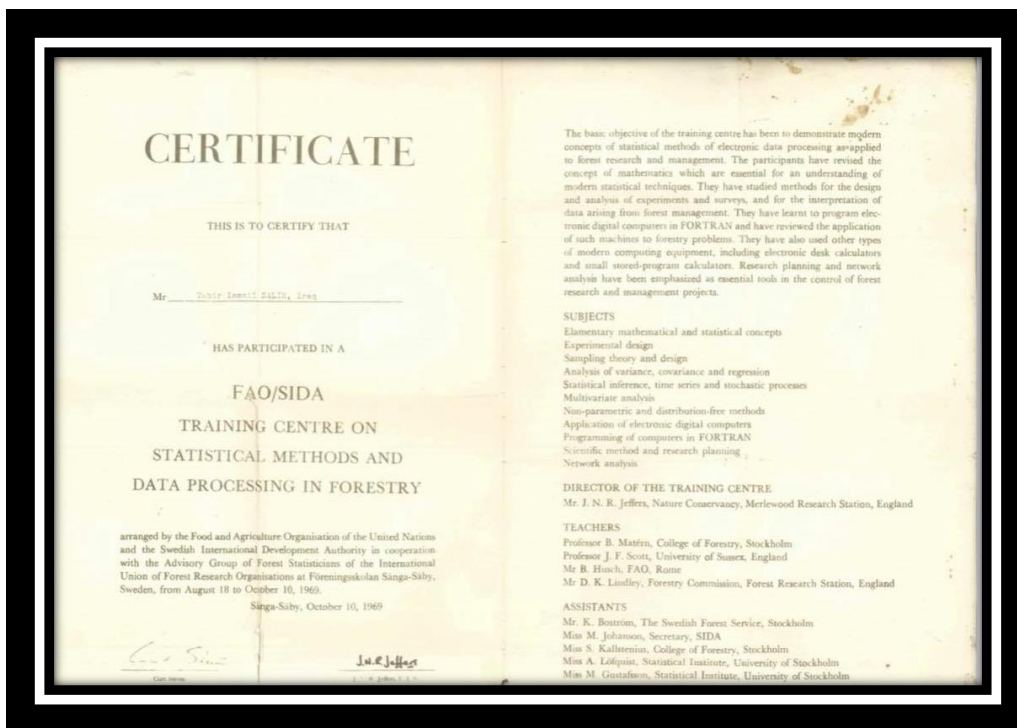 CERTIFICATE
THIS IS TO CERTIFY THAT
Mr Tahir Ismail SALIH, Iraq
HAS PARTICIPATED IN A
FAO/SIDA
TRAINING CENTRE ON
STATISTICAL METHODS AND
DATA PROCESSING IN FORESTRY
arranged by the Food and Agriculture Organisation of the United Nations
and the Swedish International Development Authority in cooperation
with the Advisory Group of Forest Statisticians of the International
Union of Forest Research Organisations at Föreningsskolan Sånga-Säby,
Sweden, from August 18 to October 10, 1969.
Sånga-Säby, October 10, 1969
J.N.R Jeffers
The basic objective of the training centre has been to demonstrate modern
concepts of statistical methods of electronic data processing as applied
to forest research and management. The participants have revised the
concept of mathematics which are essential for an understanding of
modern statistical techniques. They have studied methods for the design
and analysis of experiments and surveys, and for the interpretation of
data arising from forest management. They have learnt to program elec-
tronic digital computers in FORTRAN and have reviewed the application
of such machines to forestry problems. They have also used other types
of modern computing equipment, including electronic desk calculators
and small stored-program calculators. Research planning and network
analysis have been emphasized as essential tools in the control of forest
research and management projects.
SUBJECTS
Elamentary mathematical and statistical concepts
Experimental design
Sampling theory and design
Analysis of variance, covariance and regression
Statistical inference, time series and stochastic processes
Multivariate analysis
Non-parametric and distribution-free methods
Application of electronic digital computers
Programming of computers in FORTRAN
Scientific method and research planning
Network analysis
DIRECTOR OF THE TRAINING CENTRE
Mr. J. N. R. Jeffers, Nature Conservancy, Merlewood Research Station, England
TEACHERS
Professor B. Matérn, College of Forestry, Stockholm
Professor J. F. Scott, University of Sussex, England
Mr B. Husch, FAO, Rome
Mr D. K. Lindley, Forestry Commission, Forest Research Station, England
ASSISTANTS
Mr. K. Boström, The Swedish Forest Service, Stockholm
Miss M. Johanson, Secretary, SIDA
Miss S. Kallstenius, College of Forestry, Stockholm
Miss A. Löfquist, Statistical Institute, University of Stockholm
Miss M. Gustafsson, Statistical Institute, University of Stockholm